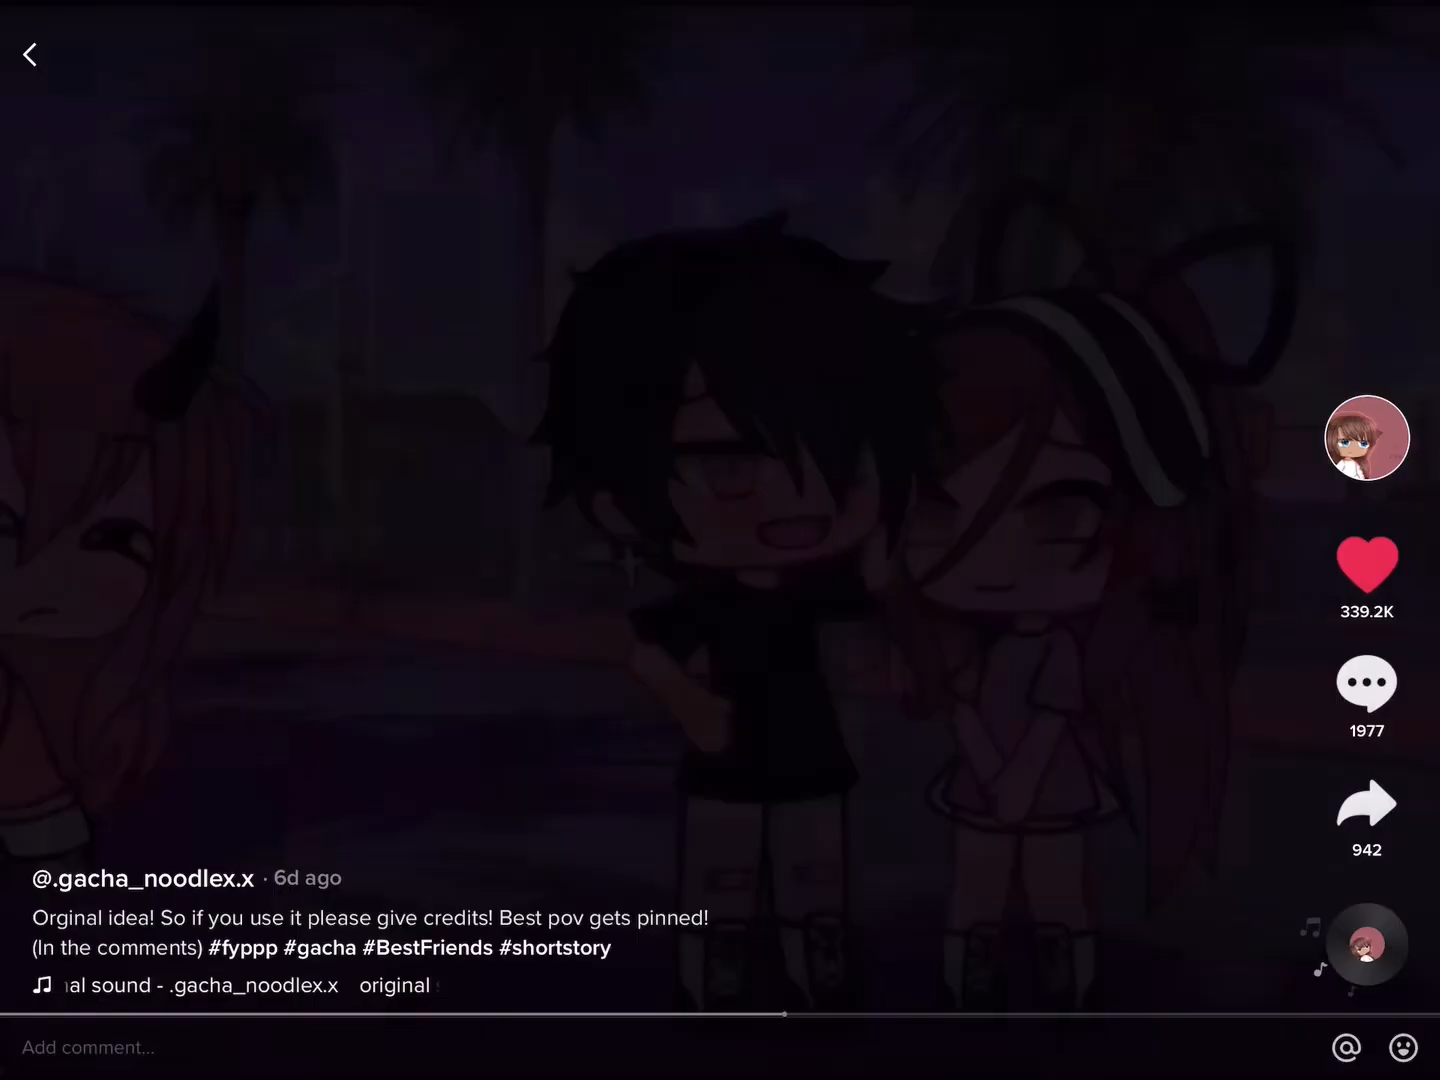 339.2K
1977
942
@.gacha_noodlex.x · 6d ago
Orginal idea! So if you use it please give credits! Best pov gets pinned!
(In the comments) #fyppp #gacha #BestFriends #shortstory
al sound - .gacha_noodlex.x original
Add comment...